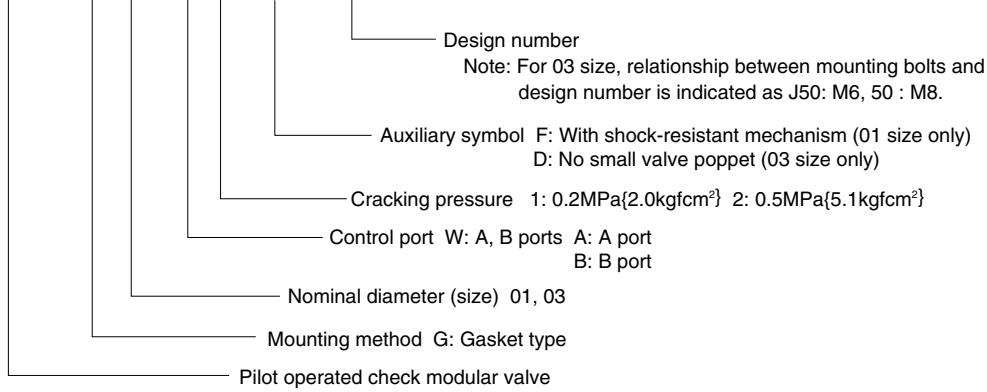 Design number
Note: For 03 size, relationship between mounting bolts and
design number is indicated as J50: M6, 50 : M8.
Auxiliary symbol F: With shock-resistant mechanism (01 size only)
D: No small valve poppet (03 size only)
Cracking pressure 1: 0.2MPa{2.0kgfcm²} 2: 0.5MPa{5.1kgfcm²}
Control port W: A, B ports A: A port
B: B port
Nominal diameter (size) 01, 03
Mounting method G: Gasket type
Pilot operated check modular valve